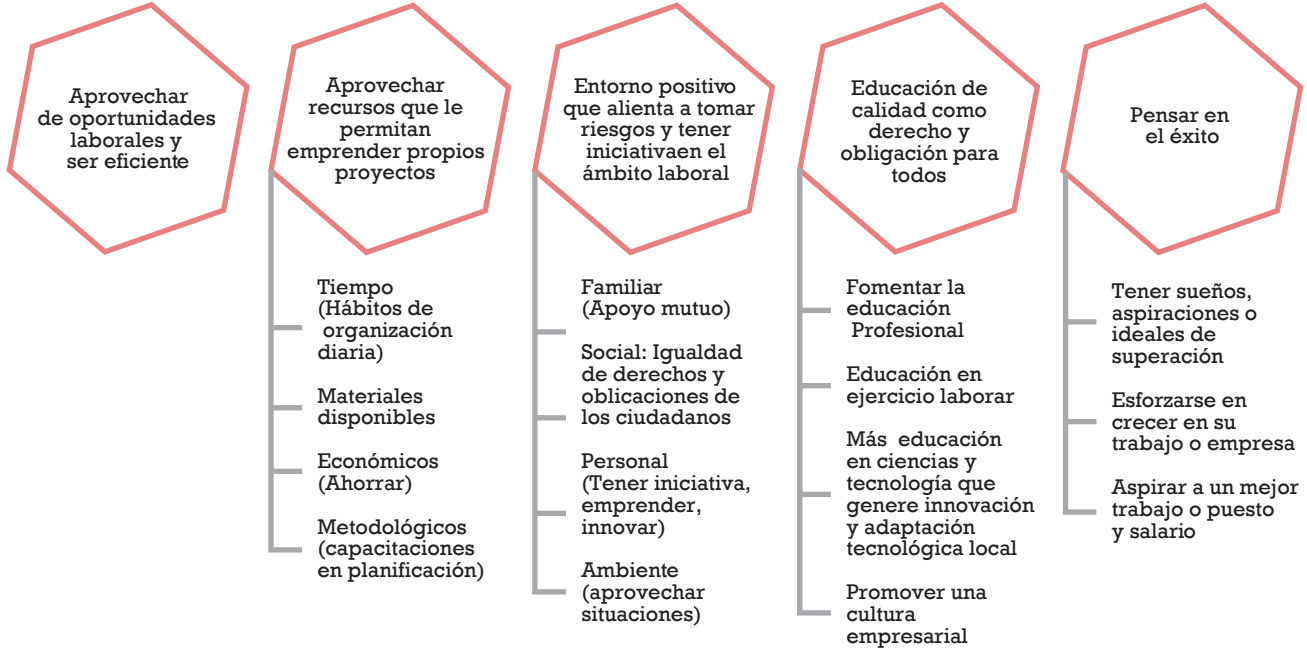 Aprovechar
de oportunidades
laborales y
ser eficiente
Aprovechar
recursos que le
permitan
emprender propios
proyectos
Tiempo
(Hábitos de
organización
diaria)
Materiales
disponibles
Económicos
(Ahorrar)
Metodológicos
(capacitaciones
en planificación)
Entorno positivo
que alienta a tomar
riesgos y tener
iniciativaen el
ámbito laboral
Familiar
(Apoyo mutuo)
Social: Igualdad
de derechos y
oblicaciones de
los ciudadanos
Personal
(Tener iniciativa,
emprender,
innovar)
Ambiente
(aprovechar
situaciones)
Educación de
calidad como
derecho y
obligación para
todos
Fomentar la
educación
Profesional
Educación en
ejercicio laborar
Más educación
en ciencias y
tecnología que
genere innovación
y adaptación
tecnológica local
Promover una
cultura
empresarial
Pensar en
el éxito
Tener sueños,
aspiraciones o
ideales de
superación
Esforzarse en
crecer en su
trabajo o empresa
Aspirar a un mejor
trabajo o puesto
y salario